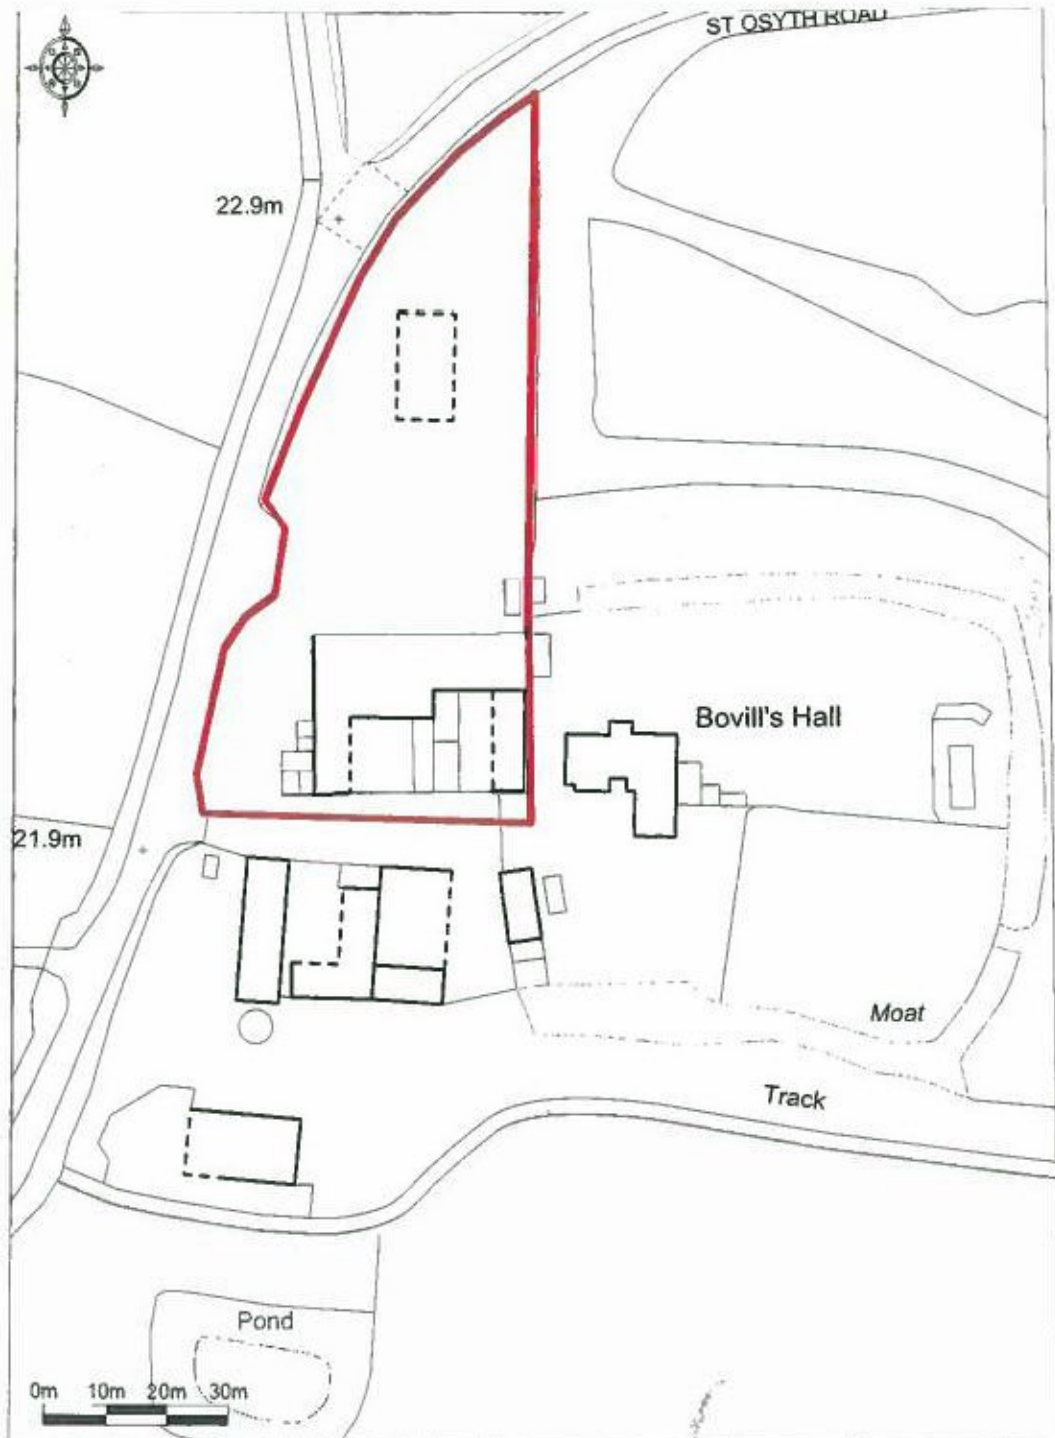 ST OSYTH ROAD
22.9m
Bovill's Hall
21.9m
Moat
Track
Pond
0m 10m 20m 30m